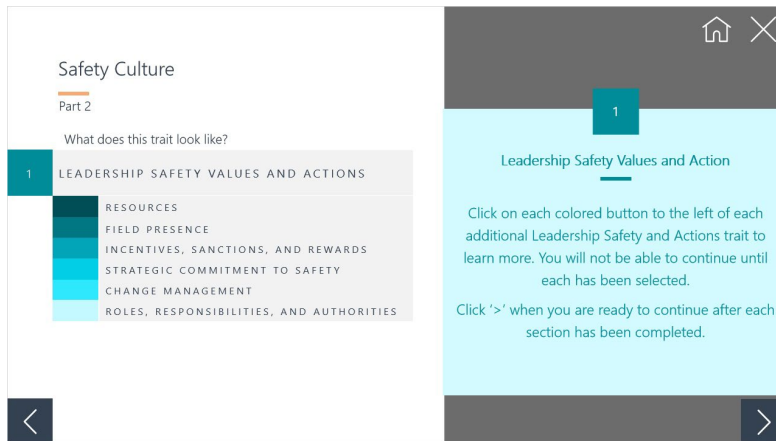 Safety Culture
Part 2
What does this trait look like?
1
LEADERSHIP SAFETY VALUES AND ACTIONS
RESOURCES
FIELD PRESENCE
INCENTIVES, SANCTIONS, AND REWARDS
STRATEGIC COMMITMENT TO SAFETY
CHANGE MANAGEMENT
ROLES, RESPONSIBILITIES, AND AUTHORITIES
1
Leadership Safety Values and Action
Click on each colored button to the left of each
additional Leadership Safety and Actions trait to
learn more. You will not be able to continue until
each has been selected.
Click '>' when you are ready to continue after each
section has been completed.